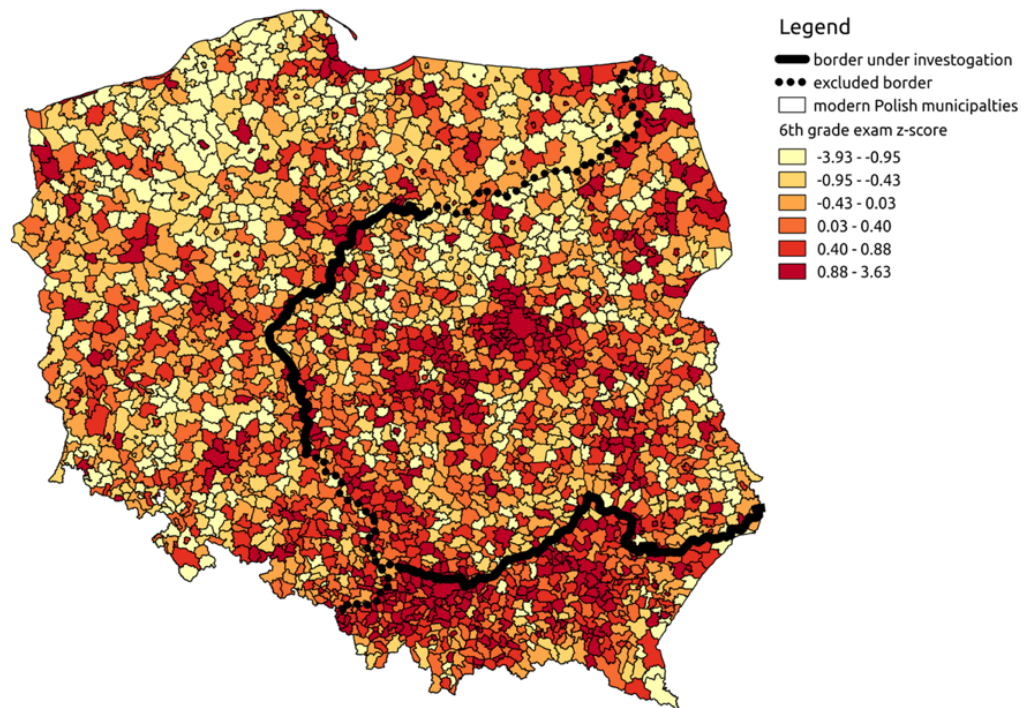 Legend
border under investogation
excluded border
modern Polish municipalties
6th grade exam z-score
-3.93 - -0.95
-0.95 - -0.43
-0.43 - 0.03
0.03 - 0.40
0.40 - 0.88
0.88 - 3.63